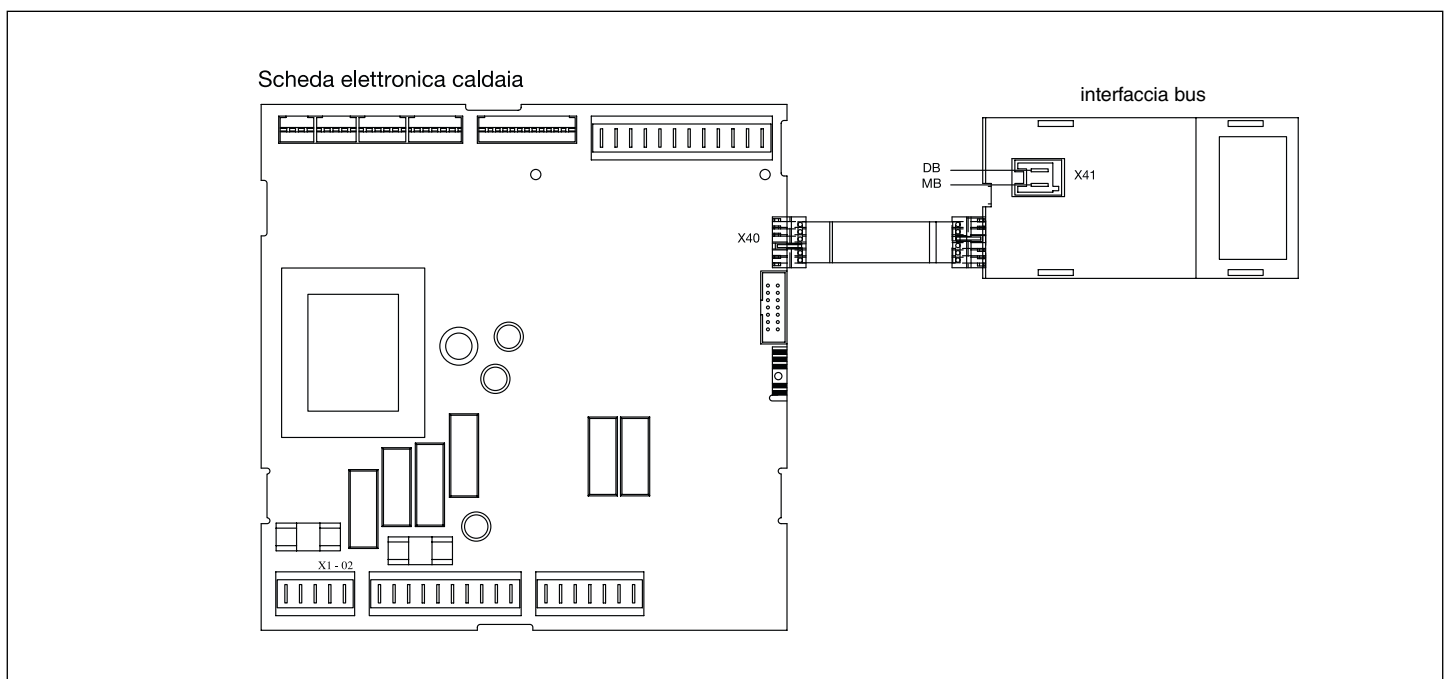 Scheda elettronica caldaia
interfaccia bus
DB
MB
X41
X40
X1 - 02